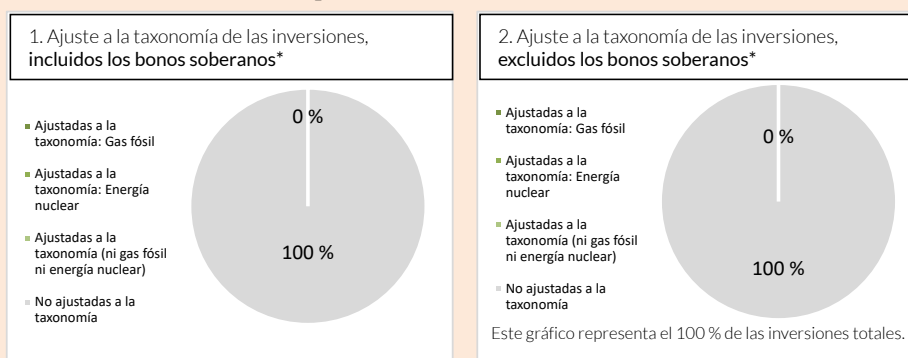 1. Ajuste a la taxonomía de las inversiones,
incluidos los bonos soberanos*
Ajustadas a la
taxonomía: Gas fósil
Ajustadas a la
taxonomía: Energía
nuclear
Ajustadas a la
taxonomía (ni gas fósil
ni energía nuclear)
No ajustadas a la
taxonomía
0 %
100 %
2. Ajuste a la taxonomía de las inversiones,
excluidos los bonos soberanos*
Ajustadas a la
taxonomía: Gas fósil
Ajustadas a la
taxonomía: Energía
nuclear
Ajustadas a la
taxonomía (ni gas fósil
ni energía nuclear)
No ajustadas a la
taxonomía
0 %
100 %
Este gráfico representa el 100 % de las inversiones totales.